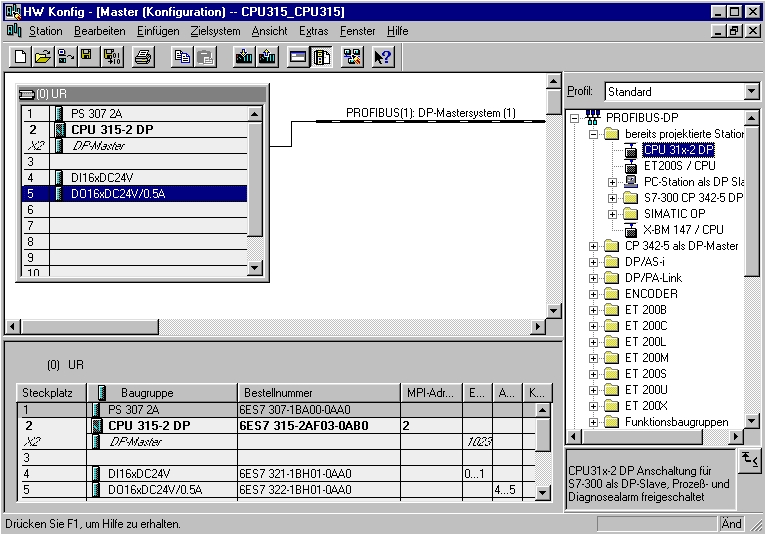 HW Konfig - [Master (Konfiguration) -- CPU315_CPU315]
Station Bearbeiten Einfügen Zielsystem Ansicht Extras Fenster Hilfe
(0) UR
1 PS 307 2A
2 CPU 315-2 DP
X2 DP-Master
3
4 DI16xDC24V
5 DO16xDC24V/0.5A
6
7
8
9
10
PROFIBUS(1): DP-Mastersystem (1)
Profil: Standard
PROFIBUS-DP
bereits projektierte Station
CPU 31x-2 DP
ET200S / CPU
PC-Station als DP Sla
S7-300 CP 342-5 DP
SIMATIC OP
X-BM 147 / CPU
CP 342-5 als DP-Master
DP/AS-i
DP/PA-Link
ENCODER
ET 200B
ET 200C
ET 200L
ET 200M
ET 200S
ET 200U
ET 200X
Funktionsbaugruppen
CPU31x-2 DP Anschaltung für
S7-300 als DP-Slave, Prozeß- und
Diagnosealarm freigeschaltet
(0) UR
Steckplatz Baugruppe Bestellnummer MPI-Adr... E... A... K...
1 PS 307 2A 6ES7 307-1BA00-0AA0
2 CPU 315-2 DP 6ES7 315-2AF03-0AB0 2
X2 DP-Master 1023
3
4 DI16xDC24V 6ES7 321-1BH01-0AA0 0...1
5 DO16xDC24V/0.5A 6ES7 322-1BH01-0AA0 4...5
Drücken Sie F1, um Hilfe zu erhalten.
Änd